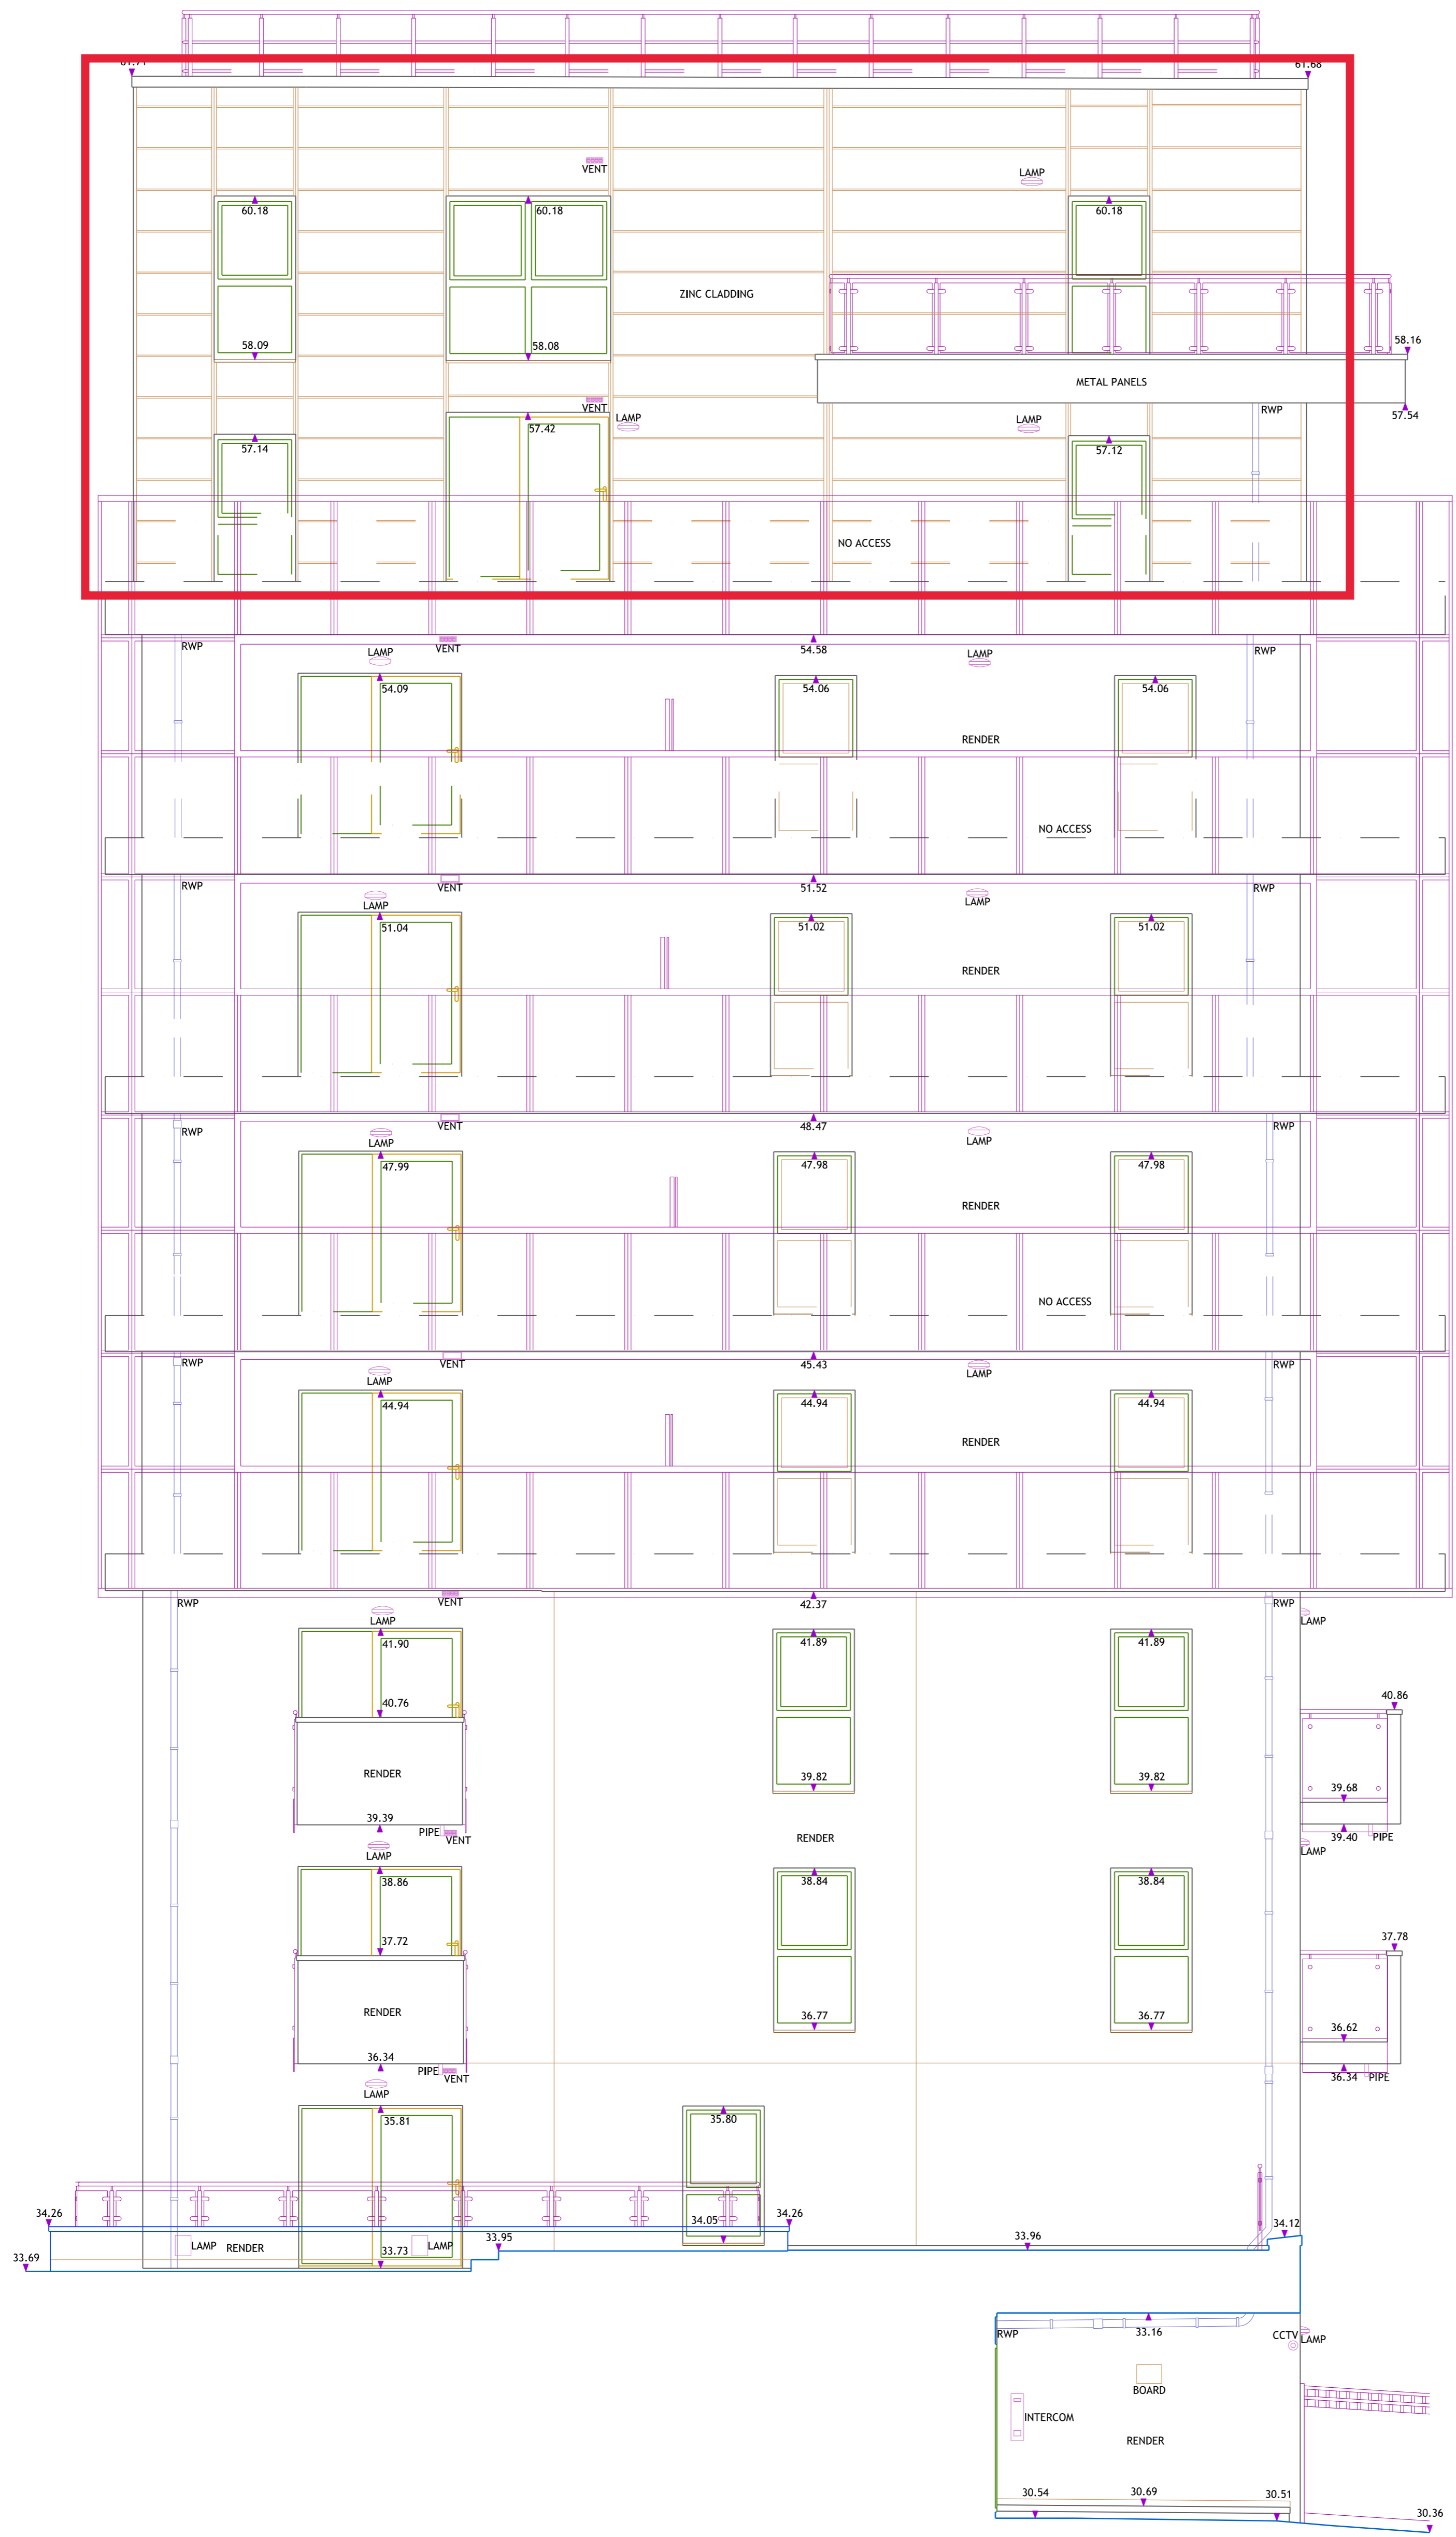 61.68
VENT
LAMP
60.18
60.18
60.18
ZINC CLADDING
58.09
58.08
58.16
METAL PANELS
VENT
LAMP
LAMP
RWP
57.54
57.14
57.42
57.12
NO ACCESS
RWP
LAMP
VENT
54.58
LAMP
RWP
54.09
54.06
54.06
RENDER
NO ACCESS
RWP
VENT
51.52
RWP
LAMP
LAMP
51.04
51.02
51.02
RENDER
RWP
VENT
48.47
RWP
LAMP
LAMP
47.99
47.98
47.98
RENDER
NO ACCESS
RWP
VENT
45.43
RWP
LAMP
LAMP
44.94
44.94
44.94
RENDER
RWP
VENT
42.37
RWP
LAMP
LAMP
41.90
41.89
41.89
40.76
40.86
RENDER
39.82
39.82
39.68
39.39
PIPE
VENT
RENDER
39.40
PIPE
LAMP
LAMP
38.86
38.84
38.84
37.72
37.78
RENDER
36.77
36.77
36.62
36.34
PIPE
VENT
36.34
PIPE
LAMP
35.81
35.80
34.26
34.05
34.26
34.12
LAMP
RENDER
LAMP
33.95
33.96
33.69
33.73
RWP
33.16
CCTV
LAMP
BOARD
INTERCOM
RENDER
30.54
30.69
30.51
30.36